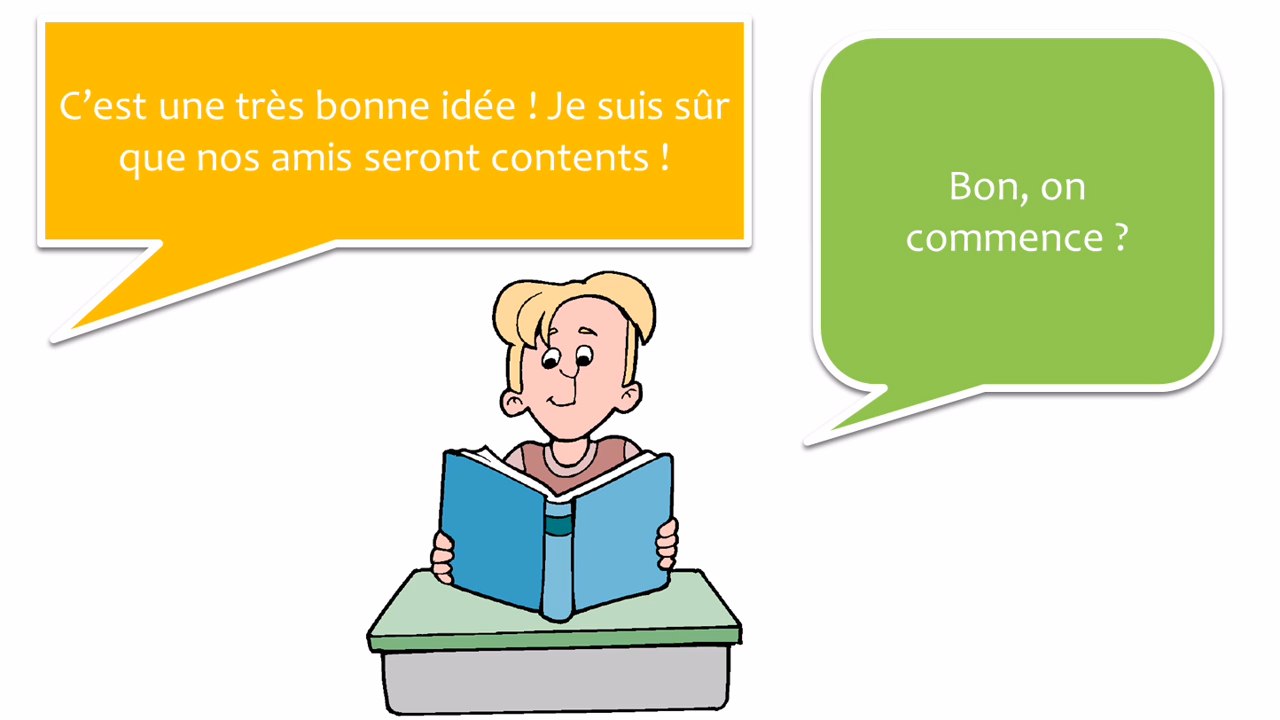 C’est une très bonne idée ! Je suis sûr
que nos amis seront contents !
Bon, on
commence ?